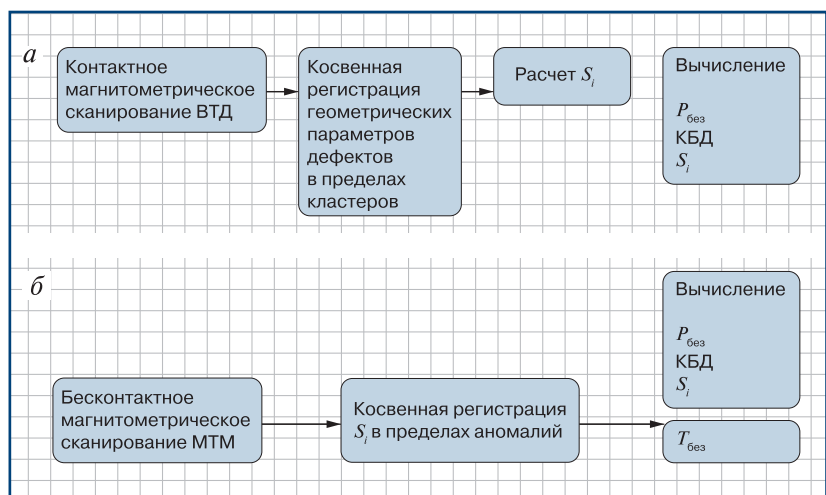 а
Контактное
магнитометрическое
сканирование ВТД
Косвенная
регистрация
геометрических
параметров
дефектов
в пределах
кластеров
Расчет Si
Вычисление
Pбез
КБД
Si
б
Бесконтактное
магнитометрическое
сканирование МТМ
Косвенная регистрация
Si в пределах аномалий
Вычисление
Pбез
КБД
Si
Tбез